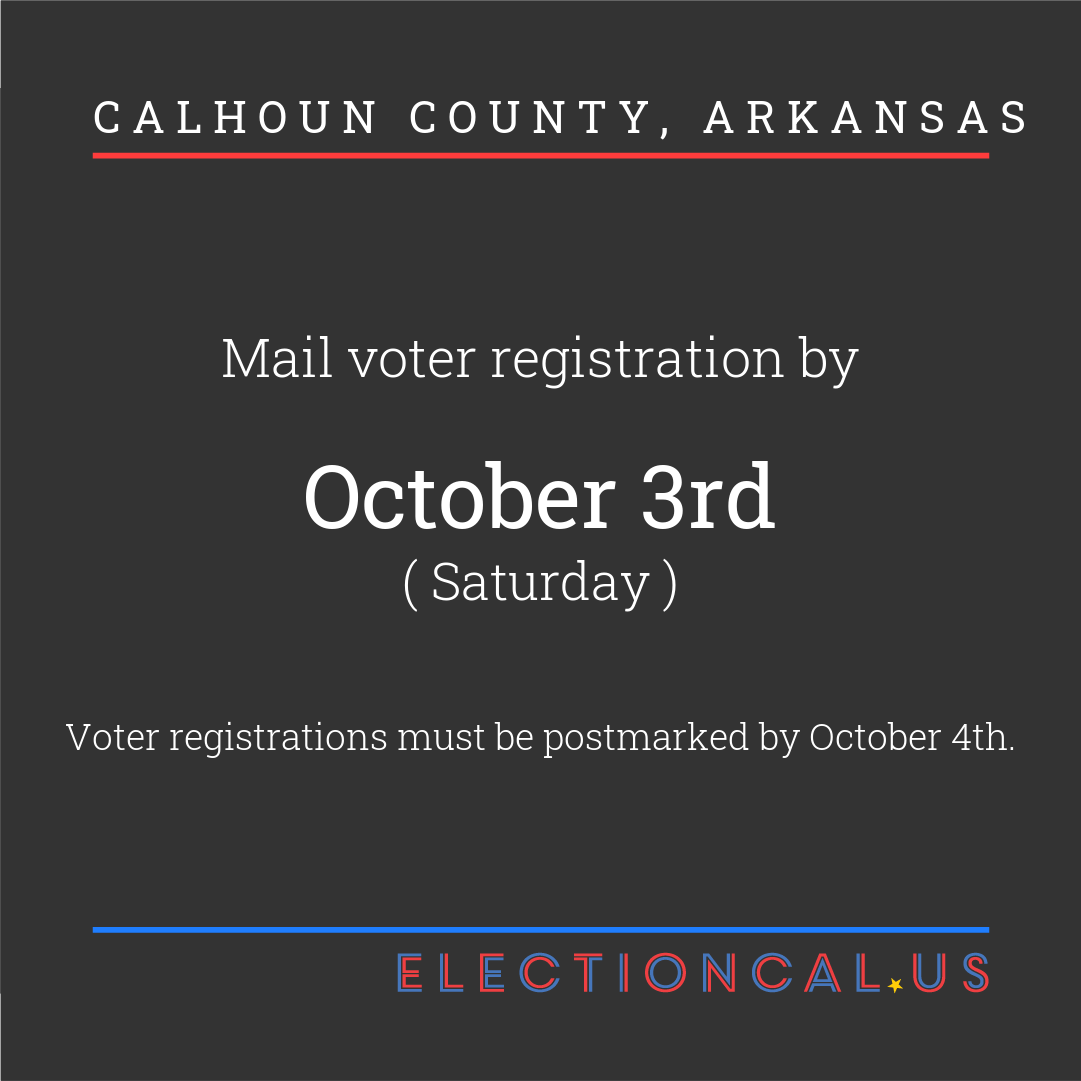 CALHOUN COUNTY, ARKANSAS
Mail voter registration by
October 3rd
( Saturday )
Voter registrations must be postmarked by October 4th.
ELECTIONCAL.US